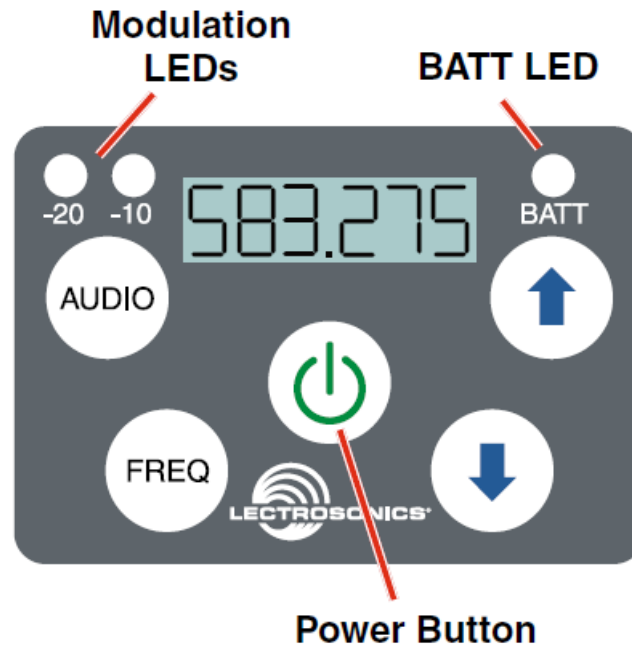 Modulation
LEDs
BATT LED
-20 -10
583.275
BATT
AUDIO
FREQ
LECTROSONICS®
Power Button